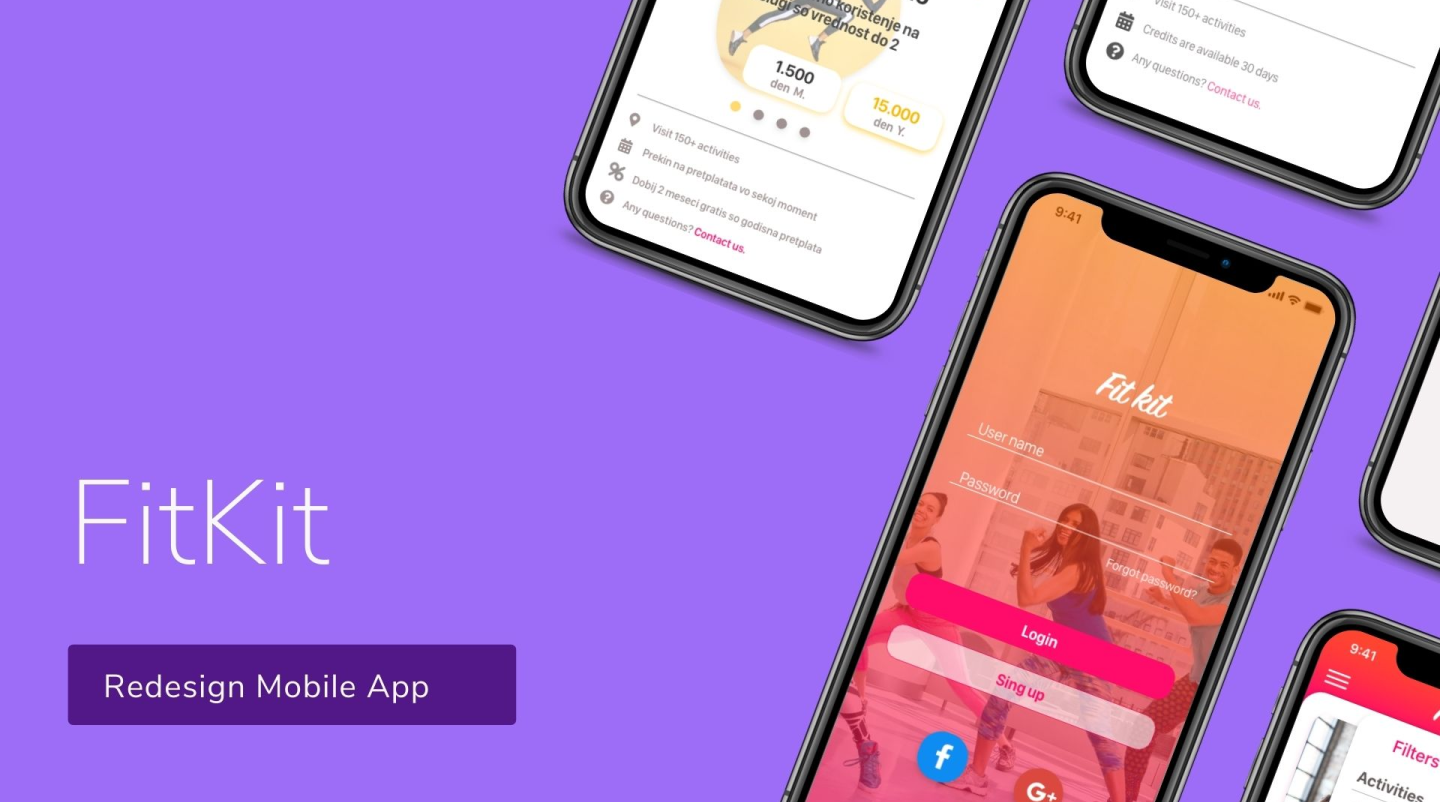 FitKit
Redesign Mobile App
koristenje na
so vrednost do 2
1.500
den M.
15.000
den Y.
Visit 150+ activities
Prekin na pretplatata vo sekoj moment
Dobij 2 meseci gratis so godisna pretplata
Any questions? Contact us.
Visit 150+ activities
Credits are available 30 days
Any questions? Contact us.
9:41
Fit kit
User name
Password
Forgot password?
Login
Sing up
f
G+
9:41
Filters
Activities